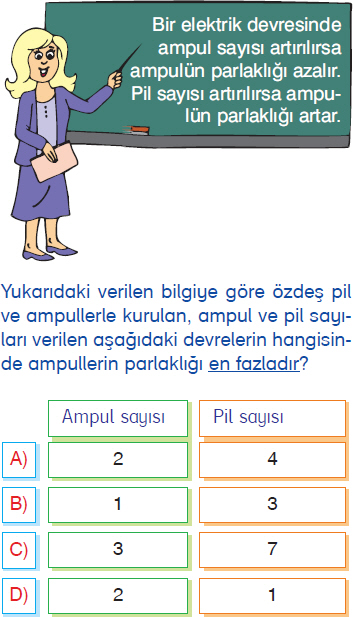 Bir elektrik devresinde
ampul sayısı artırılırsa
ampulün parlaklığı azalır.
Pil sayısı artırılırsa ampu-
lün parlaklığı artar.
Yukarıdaki verilen bilgiye göre özdeş pil
ve ampullerle kurulan, ampul ve pil sayı-
ları verilen aşağıdaki devrelerin hangisin-
de ampullerin parlaklığı en fazladır?
Ampul sayısı Pil sayısı
A) 2 4
B) 1 3
C) 3 7
D) 2 1